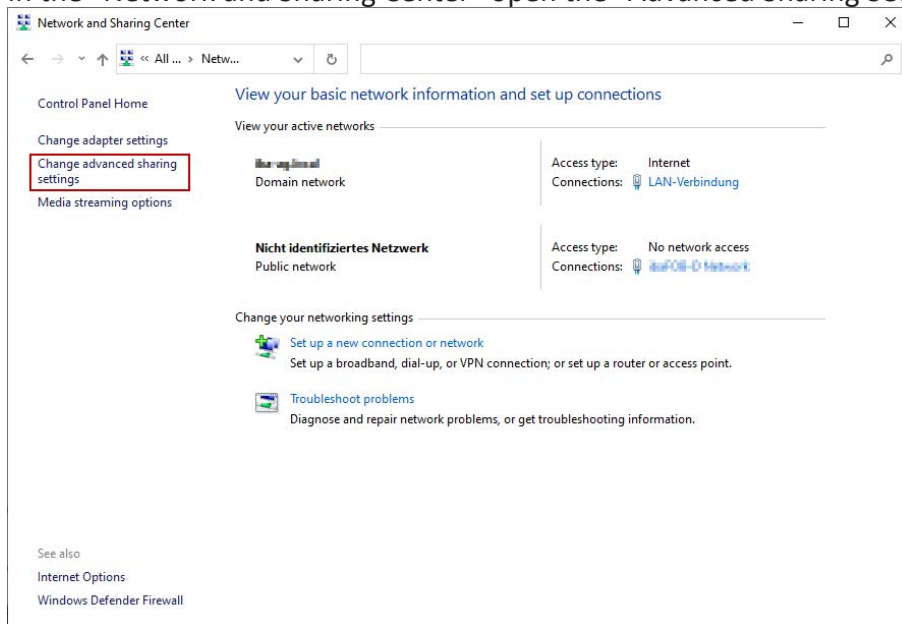 in the "Network and Sharing Center" open the "Advanced Sharing Se
Network and Sharing Center
« All ... › Netw...
Control Panel Home
Change adapter settings
Change advanced sharing
settings
Media streaming options
View your basic network information and set up connections
View your active networks
Domain network
Access type: Internet
Connections: LAN-Verbindung
Nicht identifiziertes Netzwerk
Public network
Access type: No network access
Connections:
Change your networking settings
Set up a new connection or network
Set up a broadband, dial-up, or VPN connection; or set up a router or access point.
Troubleshoot problems
Diagnose and repair network problems, or get troubleshooting information.
See also
Internet Options
Windows Defender Firewall